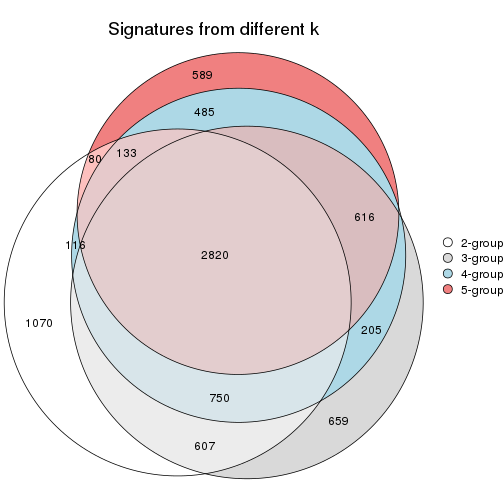 Signatures from different k
589
485
133
80
616
116
2820
2-group
3-group
4-group
5-group
1070
205
750
659
607